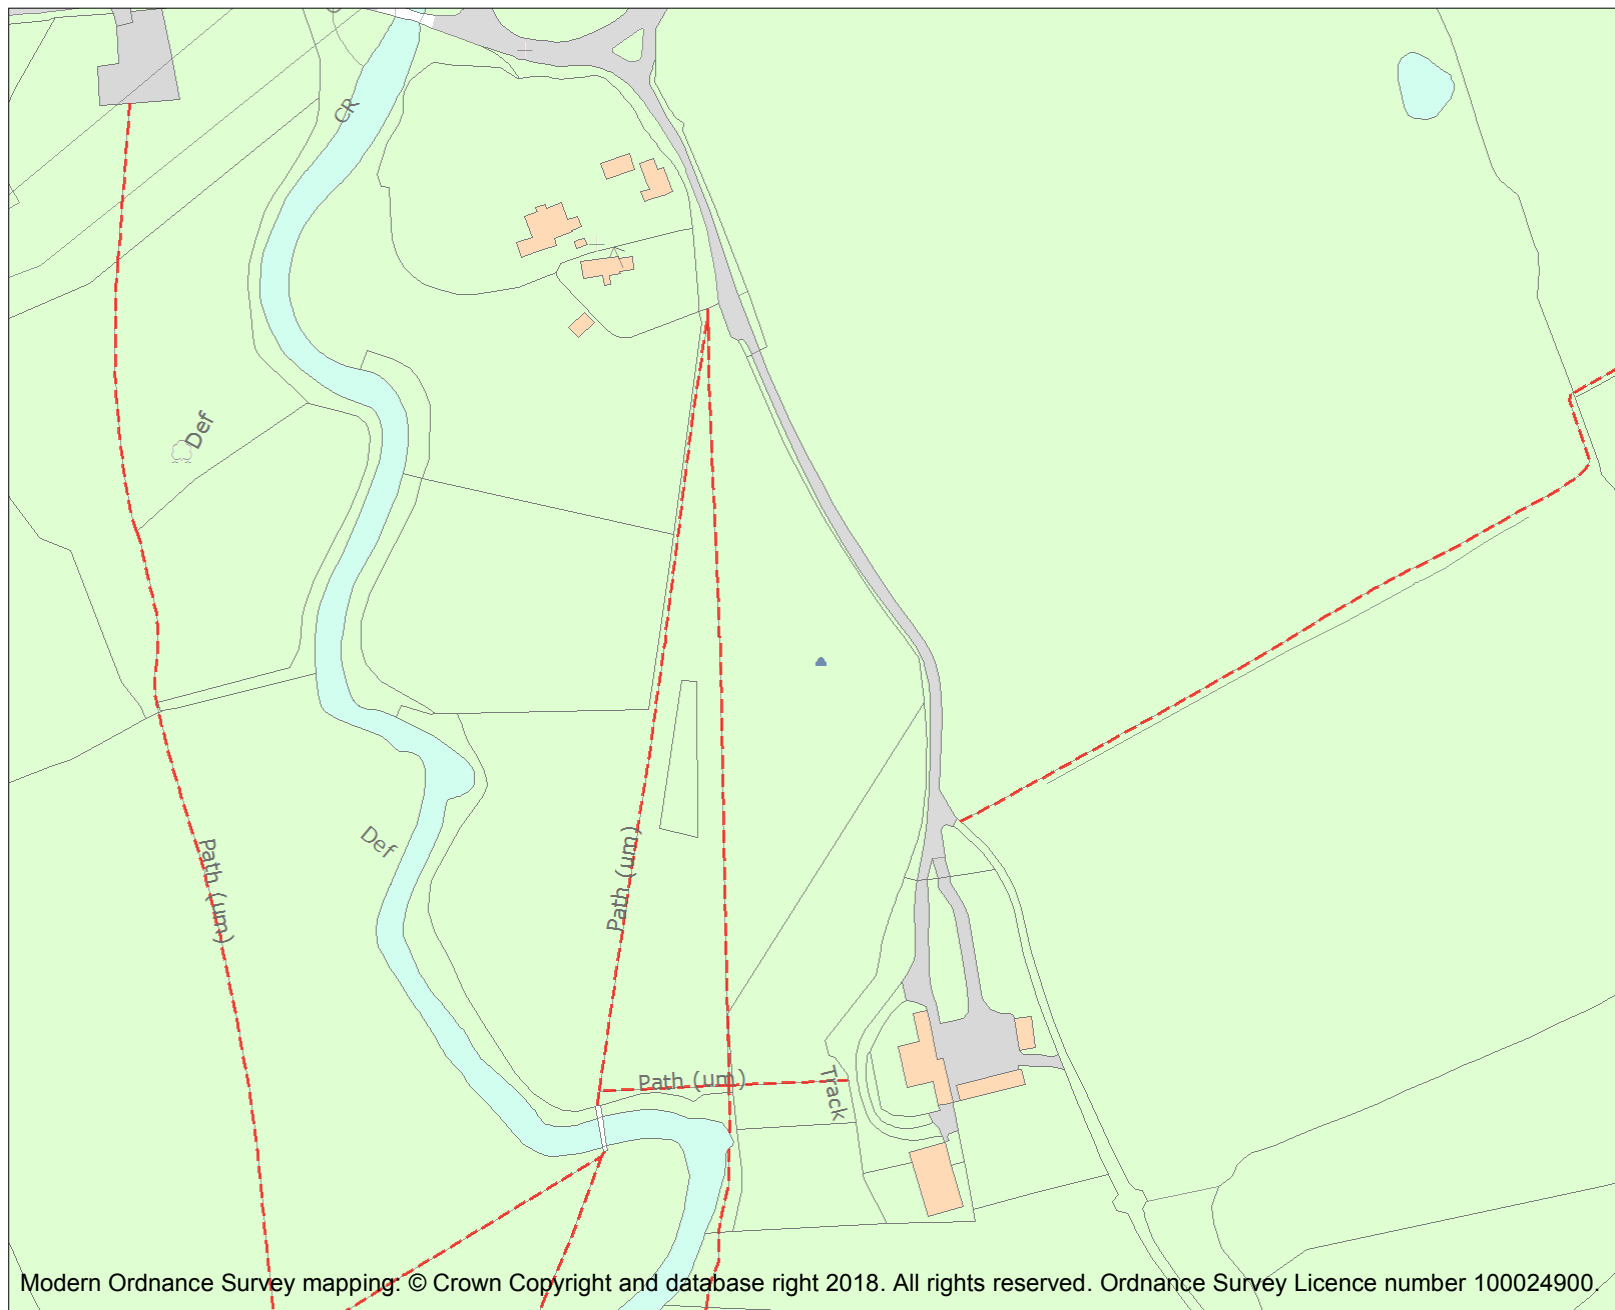 CR
Def
Def
Path (um)
Path (um)
Path (um)
Track
Modern Ordnance Survey mapping: © Crown Copyright and database right 2018. All rights reserved. Ordnance Survey Licence number 100024900.